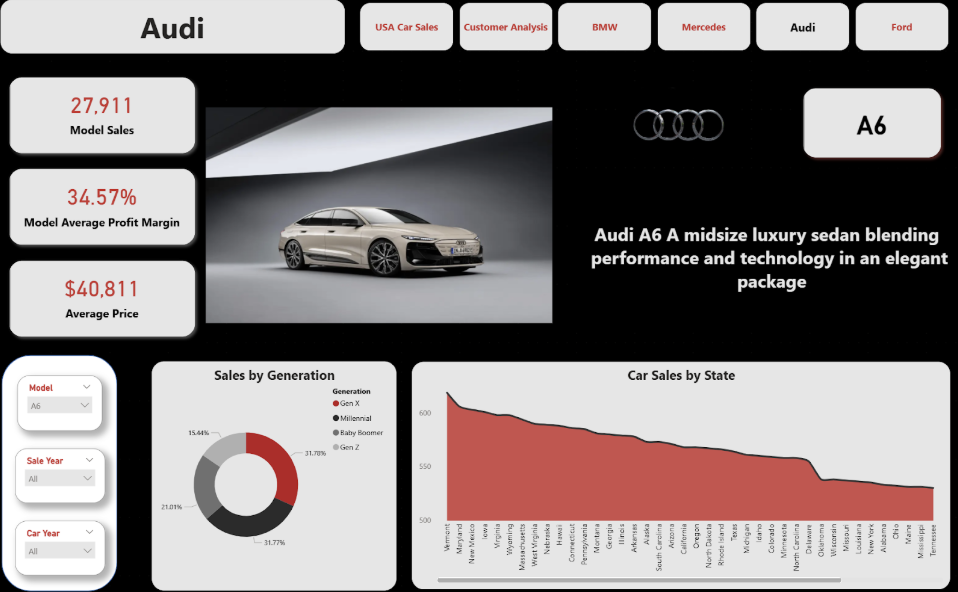 Audi
USA Car Sales
Customer Analysis
BMW
Mercedes
Audi
Ford
27,911
Model Sales
34.57%
Model Average Profit Margin
$40,811
Average Price
A6
Audi A6 A midsize luxury sedan blending
performance and technology in an elegant
package
Model
A6
Sale Year
All
Car Year
All
Sales by Generation
Generation
Gen X
Millennial
Baby Boomer
Gen Z
15.44%
31.78%
21.01%
31.77%
Car Sales by State
600
550
500
Vermont
Maryland
New Mexico
Iowa
Virginia
Wyoming
Massachusetts
West Virginia
Nebraska
Hawaii
Connecticut
Pennsylvania
Montana
Georgia
Illinois
Arkansas
Alaska
South Carolina
Arizona
California
Oregon
North Dakota
Rhode Island
Texas
Michigan
Idaho
Colorado
Minnesota
North Carolina
Delaware
Oklahoma
Wisconsin
Missouri
Louisiana
New York
Alabama
Ohio
Maine
Mississippi
Tennessee